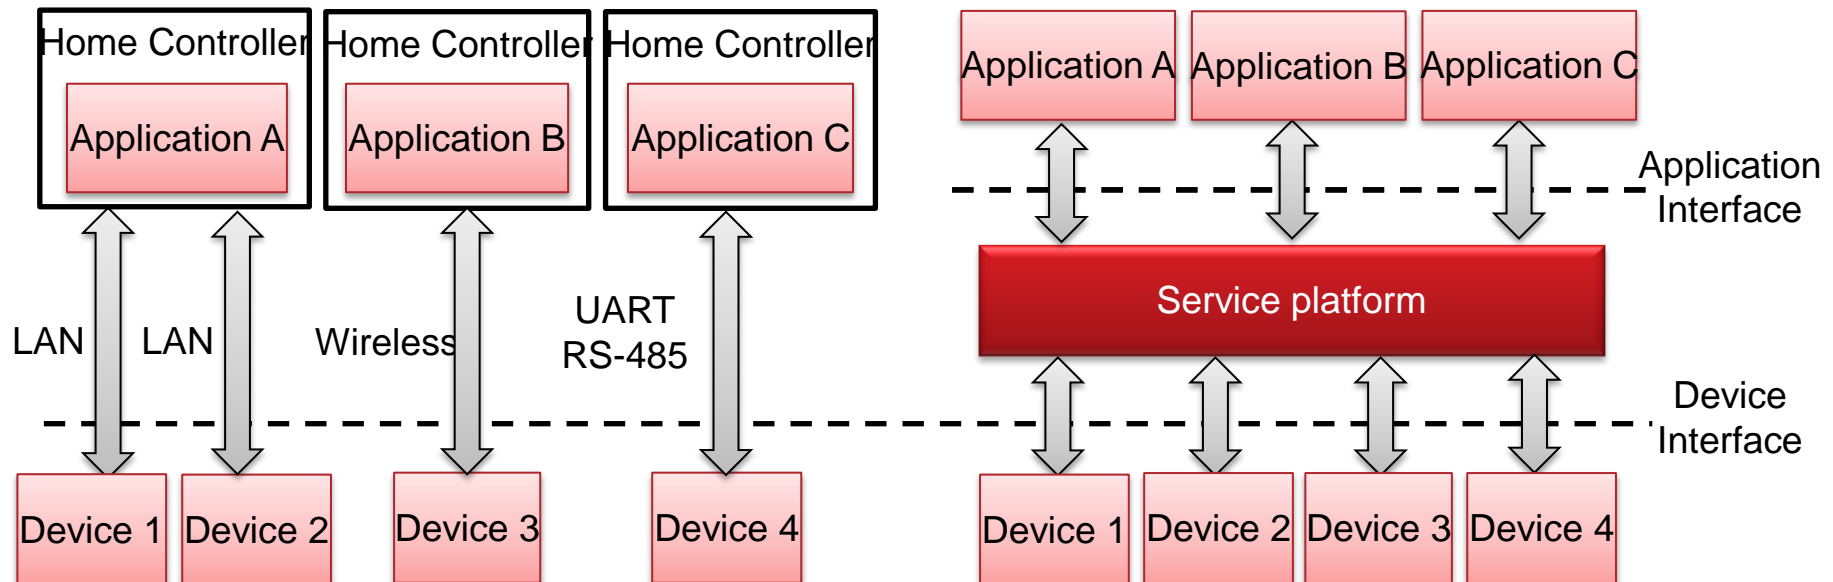 Home Controller
Application A
Home Controller
Application B
Home Controller
Application C
LAN
LAN
Wireless
UART
RS-485
Device 1
Device 2
Device 3
Device 4
Application A
Application B
Application C
Application
Interface
Service platform
Device
Interface
Device 1
Device 2
Device 3
Device 4